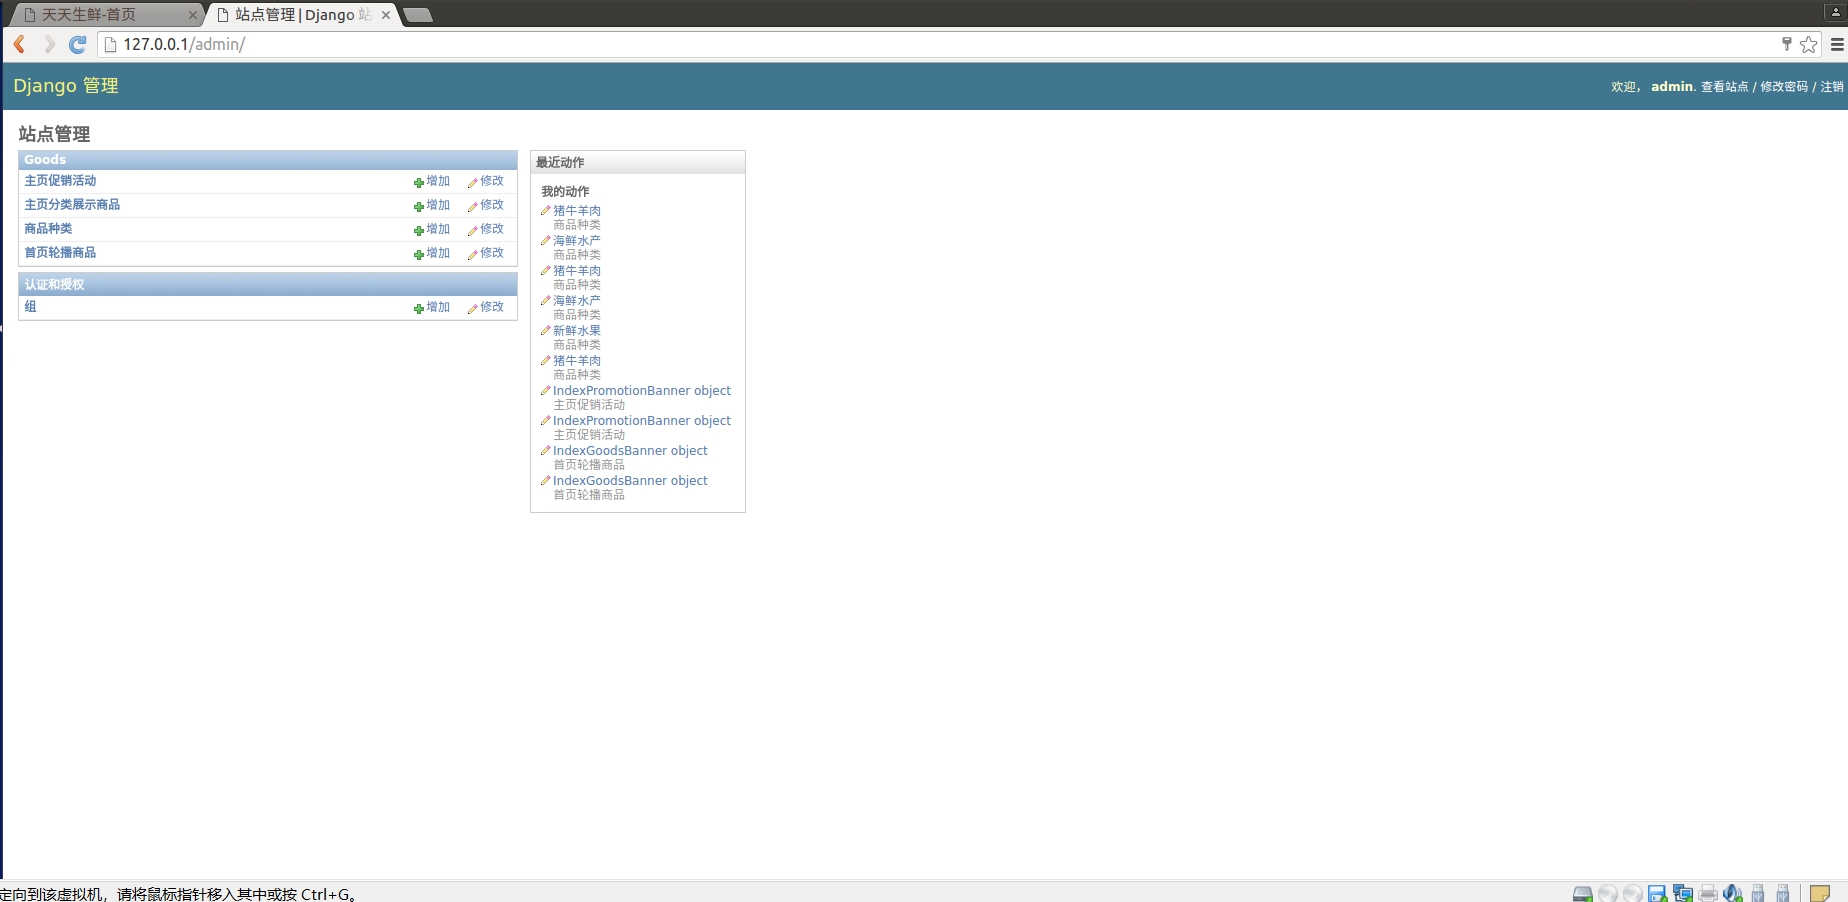 天天生鲜-首页
站点管理 | Django 站
127.0.0.1/admin/
Django 管理
欢迎， admin. 查看站点 / 修改密码 / 注销
站点管理
Goods
主页促销活动 增加 修改
主页分类展示商品 增加 修改
商品种类 增加 修改
首页轮播商品 增加 修改
认证和授权
组 增加 修改
最近动作
我的动作
猪牛羊肉
商品种类
海鲜水产
商品种类
猪牛羊肉
商品种类
海鲜水产
商品种类
新鲜水果
商品种类
猪牛羊肉
商品种类
IndexPromotionBanner object
主页促销活动
IndexPromotionBanner object
主页促销活动
IndexGoodsBanner object
首页轮播商品
IndexGoodsBanner object
首页轮播商品
定向到该虚拟机，请将鼠标指针移入其中或按 Ctrl+G。